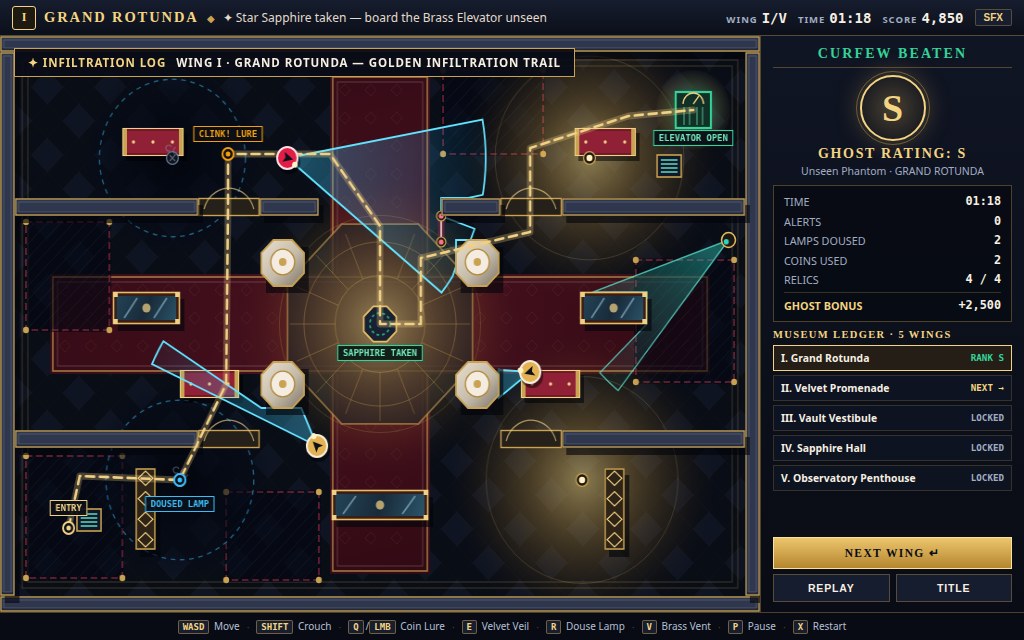 I GRAND ROTUNDA ◆ ✦ Star Sapphire taken — board the Brass Elevator unseen WING I/V TIME 01:18 SCORE 4,850 SFX
✦ INFILTRATION LOG WING I · GRAND ROTUNDA — GOLDEN INFILTRATION TRAIL
CLINK! LURE
ELEVATOR OPEN
SAPPHIRE TAKEN
DOUSED LAMP
ENTRY
CURFEW BEATEN
S
GHOST RATING: S
Unseen Phantom · GRAND ROTUNDA
TIME 01:18
ALERTS 0
LAMPS DOUSED 2
COINS USED 2
RELICS 4 / 4
GHOST BONUS +2,500
MUSEUM LEDGER · 5 WINGS
I. Grand Rotunda RANK S
II. Velvet Promenade NEXT →
III. Vault Vestibule LOCKED
IV. Sapphire Hall LOCKED
V. Observatory Penthouse LOCKED
NEXT WING ↵
REPLAY TITLE
WASD Move · SHIFT Crouch · Q/LMB Coin Lure · E Velvet Veil · R Douse Lamp · V Brass Vent · P Pause · X Restart